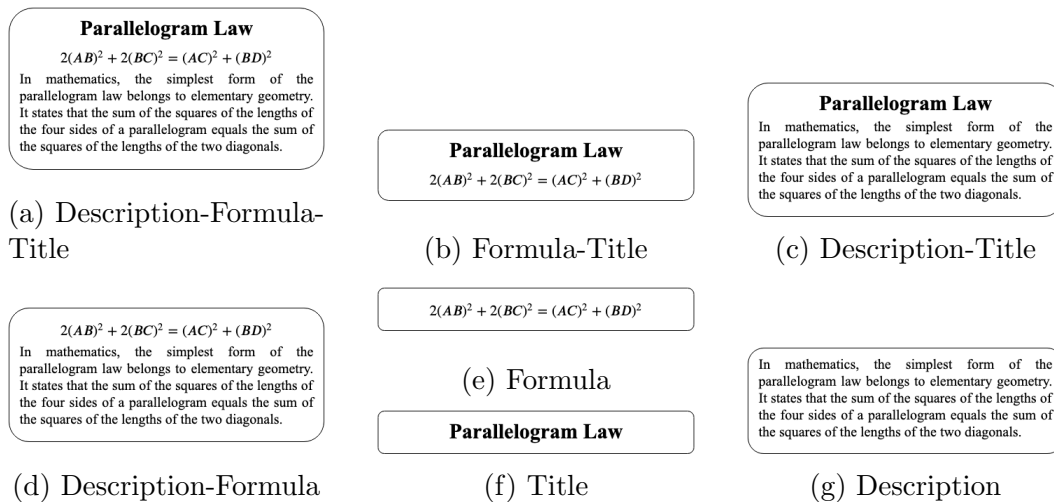 Parallelogram Law
2(AB)² + 2(BC)² = (AC)² + (BD)²
In mathematics, the simplest form of the
parallelogram law belongs to elementary geometry.
It states that the sum of the squares of the lengths of
the four sides of a parallelogram equals the sum of
the squares of the lengths of the two diagonals.
(a) Description-Formula-
Title
Parallelogram Law
2(AB)² + 2(BC)² = (AC)² + (BD)²
(b) Formula-Title
Parallelogram Law
In mathematics, the simplest form of the
parallelogram law belongs to elementary geometry.
It states that the sum of the squares of the lengths of
the four sides of a parallelogram equals the sum of
the squares of the lengths of the two diagonals.
(c) Description-Title
2(AB)² + 2(BC)² = (AC)² + (BD)²
In mathematics, the simplest form of the
parallelogram law belongs to elementary geometry.
It states that the sum of the squares of the lengths of
the four sides of a parallelogram equals the sum of
the squares of the lengths of the two diagonals.
(d) Description-Formula
2(AB)² + 2(BC)² = (AC)² + (BD)²
(e) Formula
Parallelogram Law
(f) Title
In mathematics, the simplest form of the
parallelogram law belongs to elementary geometry.
It states that the sum of the squares of the lengths of
the four sides of a parallelogram equals the sum of
the squares of the lengths of the two diagonals.
(g) Description